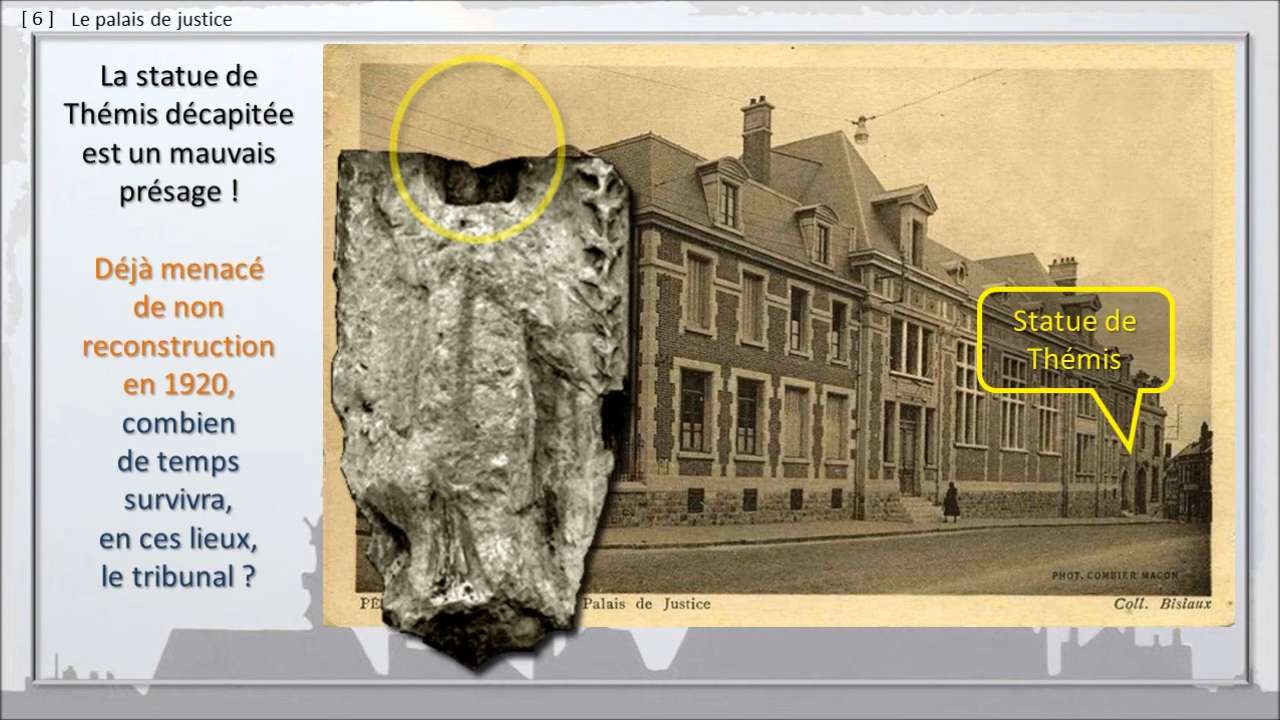 [ 6 ] Le palais de justice
La statue de
Thémis décapitée
est un mauvais
présage !
Déjà menacé
de non
reconstruction
en 1920,
combien
de temps
survivra,
en ces lieux,
le tribunal ?
Statue de
Thémis
PHOT. COMBIER MACON
Palais de Justice
Coll. Bisiaux